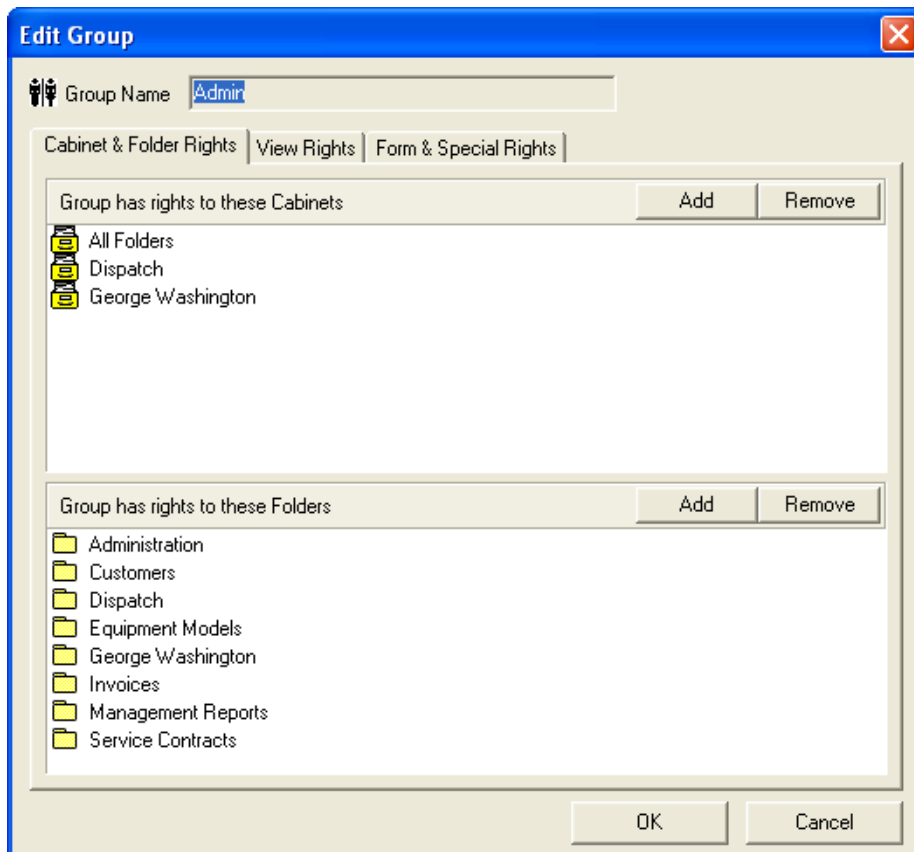 Edit Group
Group Name Admin
Cabinet & Folder Rights View Rights Form & Special Rights
Group has rights to these Cabinets Add Remove
All Folders
Dispatch
George Washington
Group has rights to these Folders Add Remove
Administration
Customers
Dispatch
Equipment Models
George Washington
Invoices
Management Reports
Service Contracts
OK Cancel